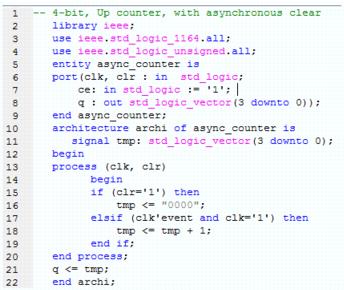 1 -- 4-bit, Up counter, with asynchronous clear
2 library ieee;
3 use ieee.std_logic_1164.all;
4 use ieee.std_logic_unsigned.all;
5 entity async_counter is
6 port(clk, clr : in  std_logic;
7 ce: in std_logic := '1';
8 q : out std_logic_vector(3 downto 0));
9 end async_counter;
10 architecture archi of async_counter is
11 signal tmp: std_logic_vector(3 downto 0);
12 begin
13 process (clk, clr)
14 begin
15 if (clr='1') then
16 tmp <= "0000";
17 elsif (clk'event and clk='1') then
18 tmp <= tmp + 1;
19 end if;
20 end process;
21 q <= tmp;
22 end archi;